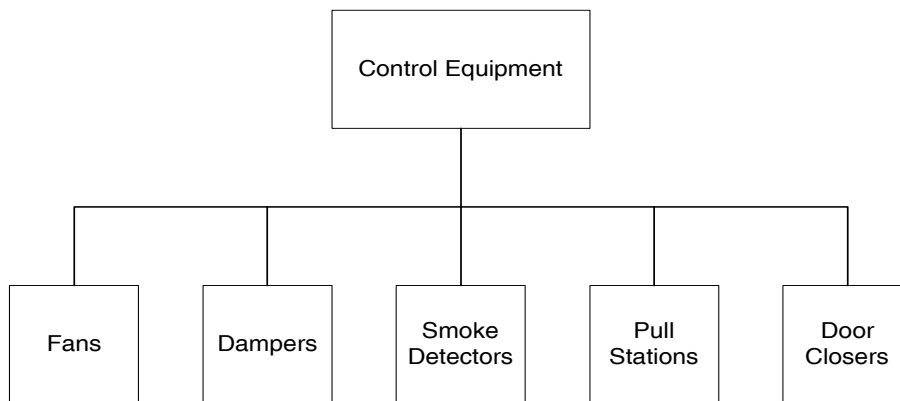 Control Equipment
Fans
Dampers
Smoke
Detectors
Pull
Stations
Door
Closers